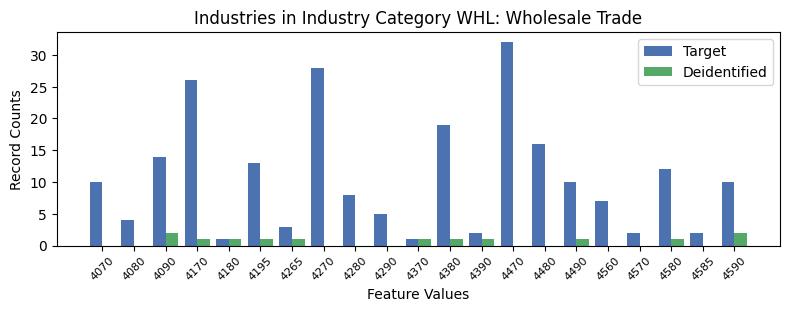 Industries in Industry Category WHL: Wholesale Trade
Target
Deidentified
Record Counts
30
25
20
15
10
5
0
4070 4080 4090 4170 4180 4195 4265 4270 4280 4290 4370 4380 4390 4470 4480 4490 4560 4570 4580 4585 4590
Feature Values